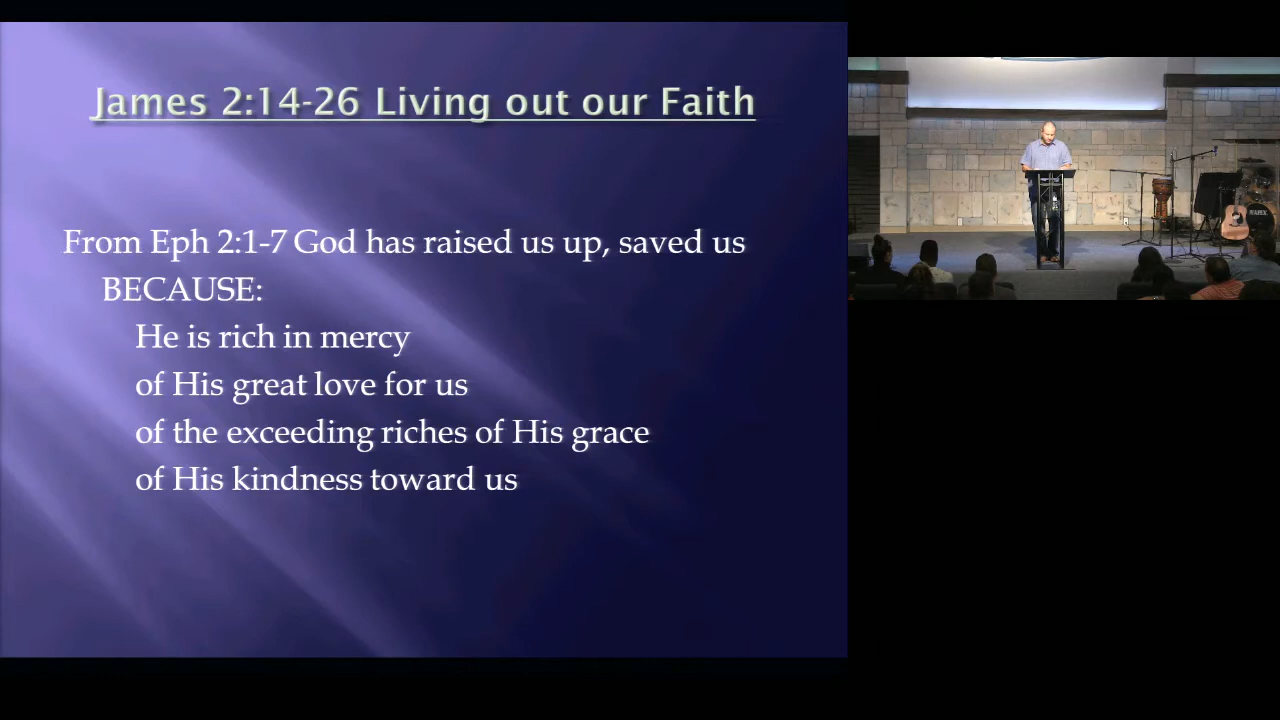 James 2:14-26 Living out our Faith
From Eph 2:1-7 God has raised us up, saved us
BECAUSE:
He is rich in mercy
of His great love for us
of the exceeding riches of His grace
of His kindness toward us